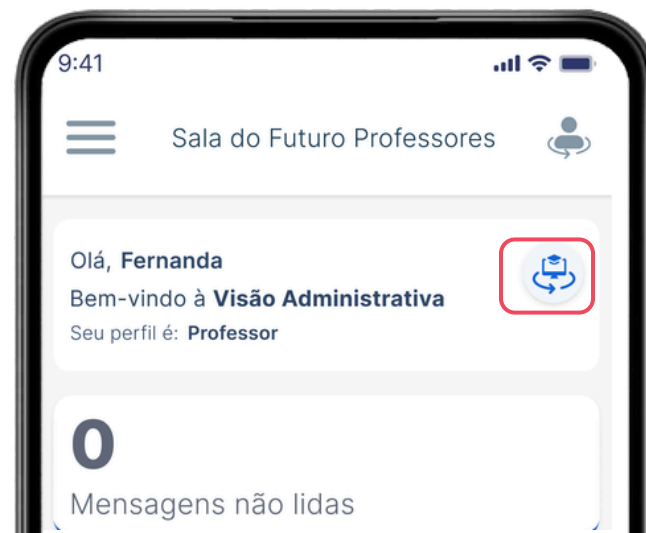 9:41
Sala do Futuro Professores
Olá, Fernanda
Bem-vindo à Visão Administrativa
Seu perfil é: Professor
0
Mensagens não lidas